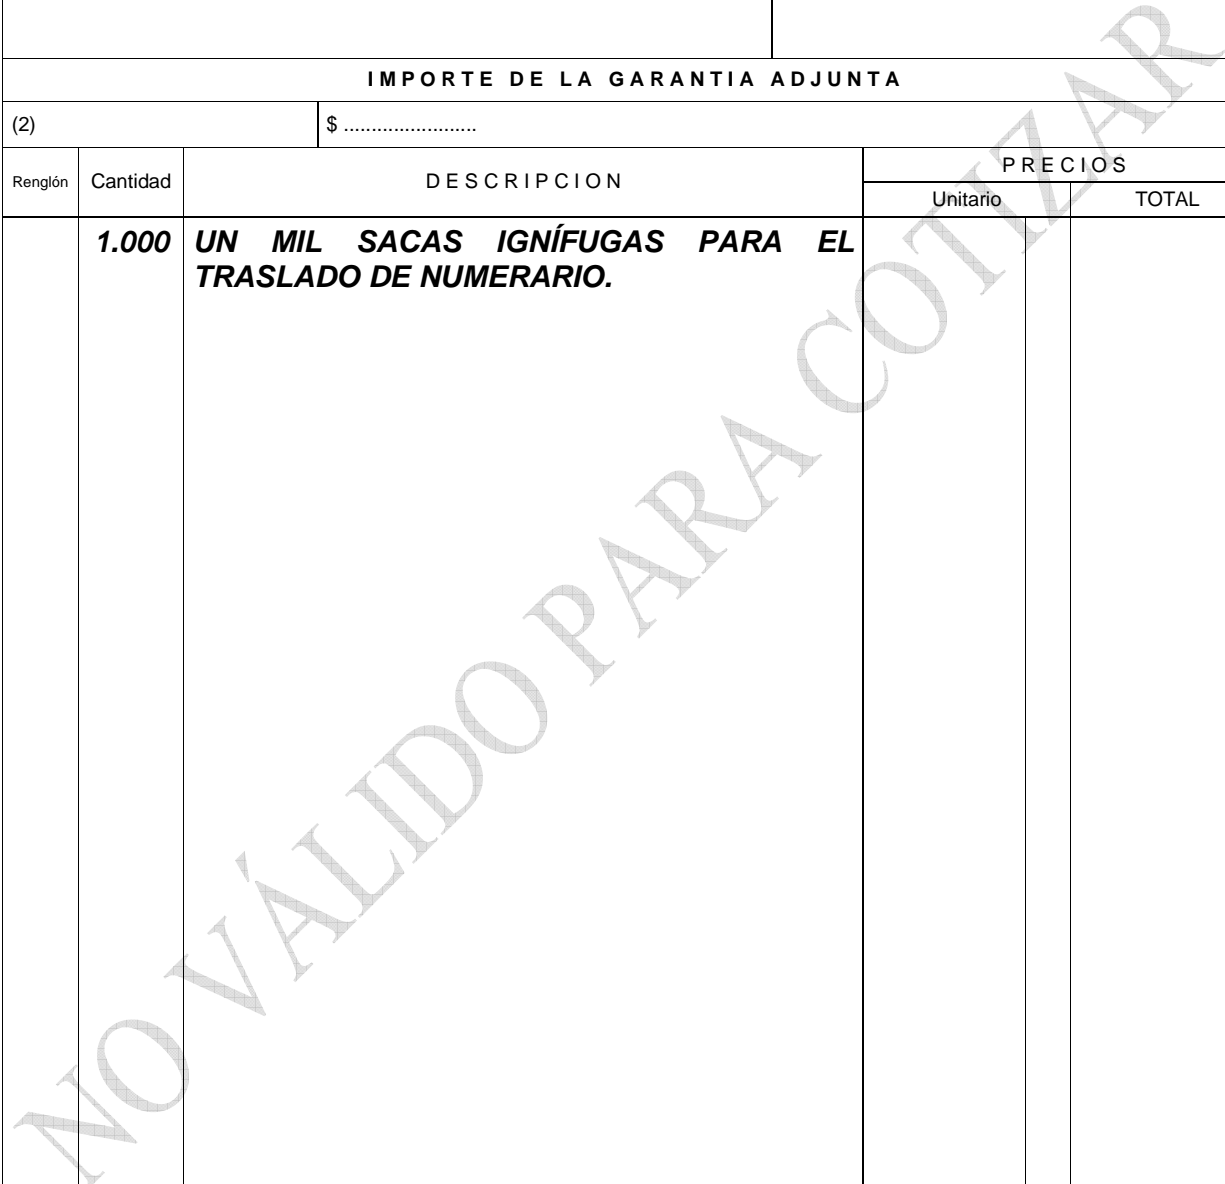 IMPORTE DE LA GARANTIA ADJUNTA
(2) $ ........................
Renglón Cantidad DESCRIPCION PRECIOS
Unitario TOTAL
1.000 UN MIL SACAS IGNÍFUGAS PARA EL
TRASLADO DE NUMERARIO.
NO VÁLIDO PARA COTIZAR